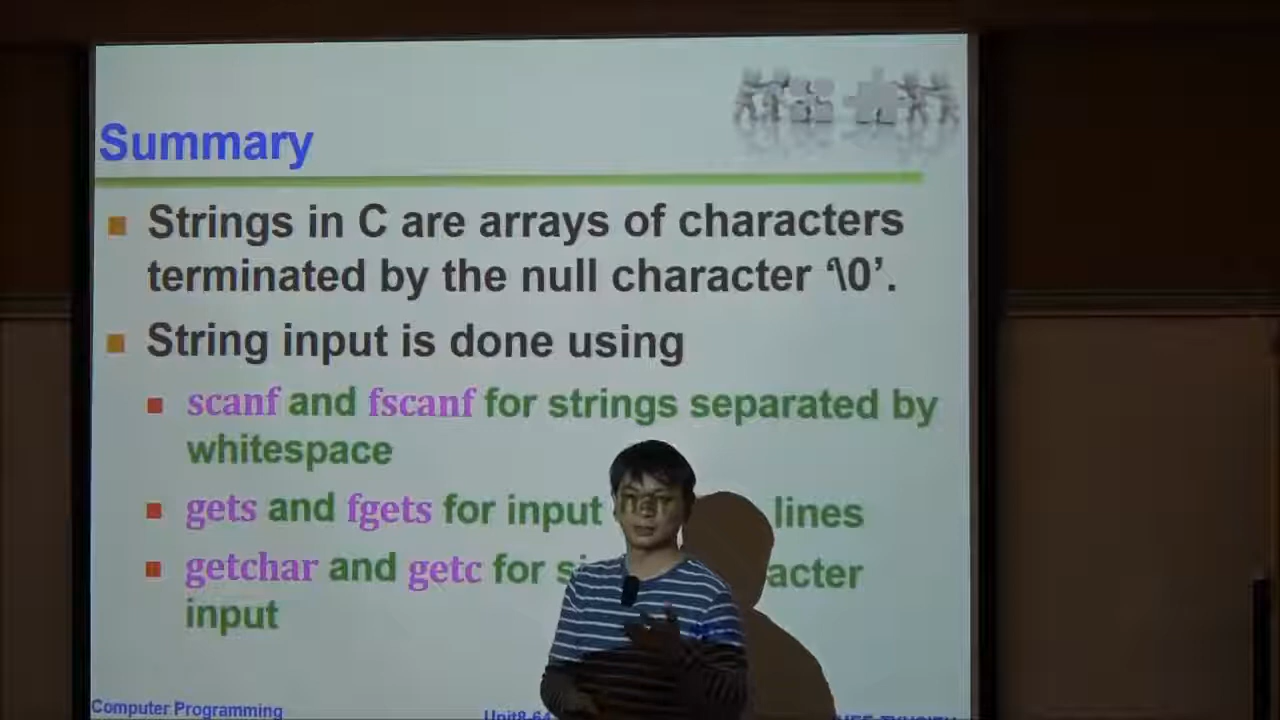 Summary
Strings in C are arrays of characters
terminated by the null character ‘\0’.
String input is done using
scanf and fscanf for strings separated by
whitespace
gets and fgets for input lines
getchar and getc for
input
Computer Programming
Unit8-64